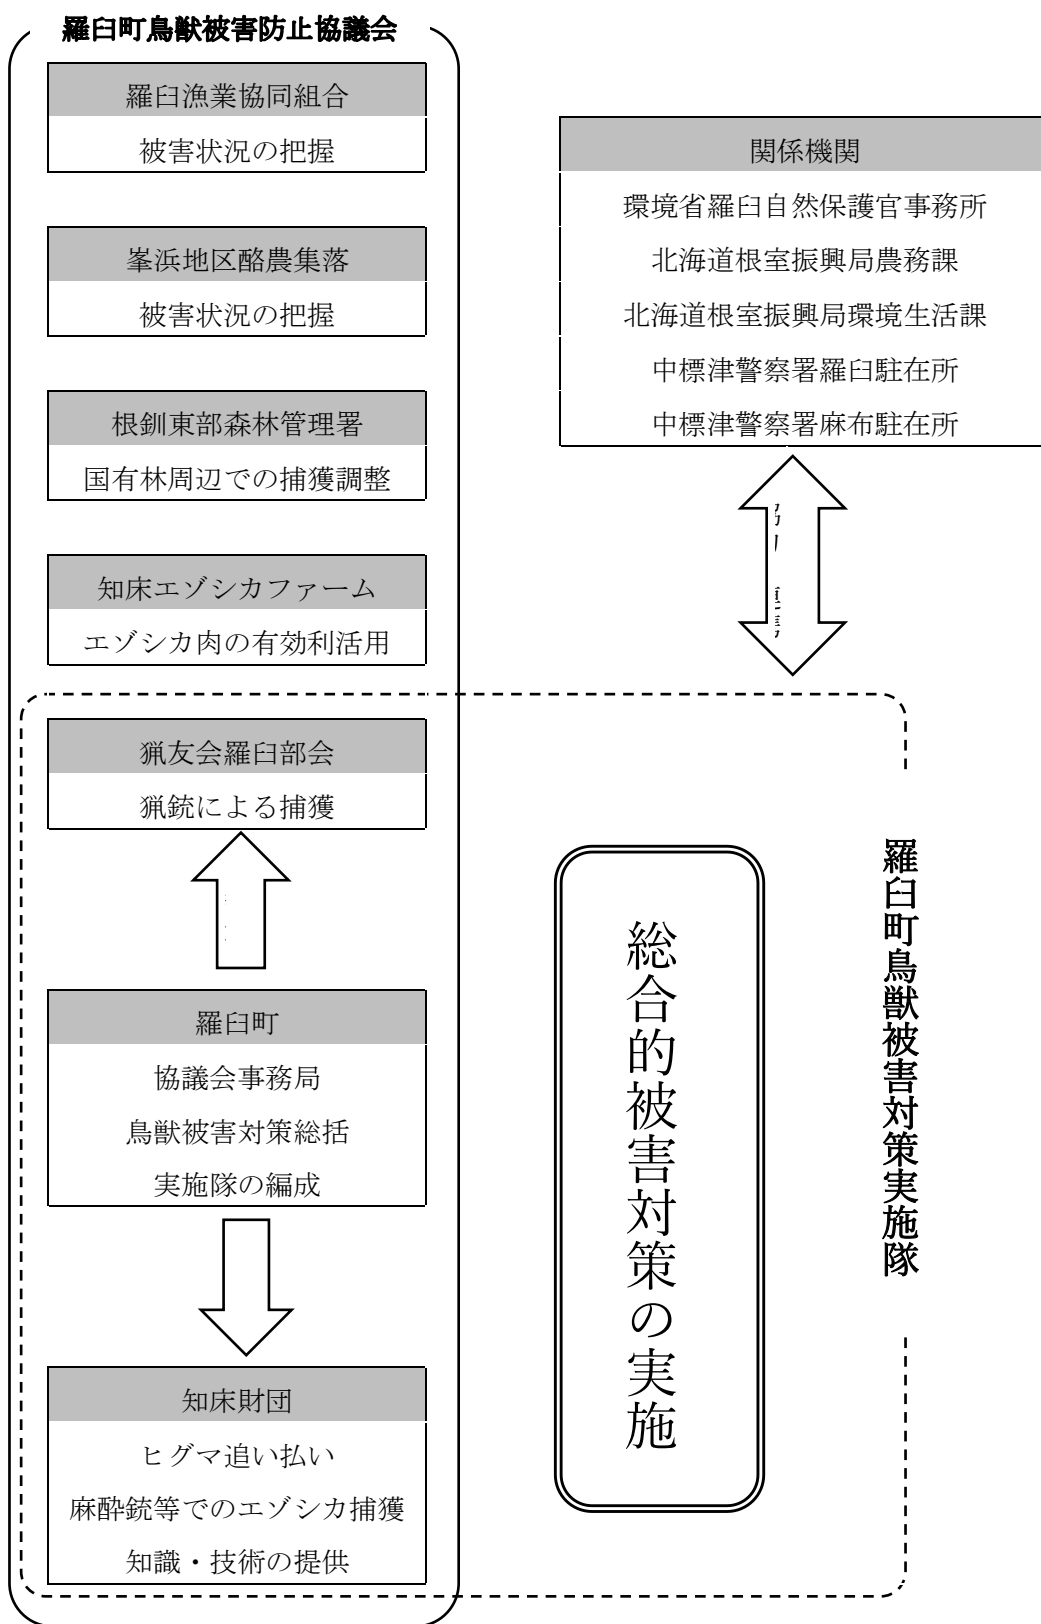 羅臼町鳥獣被害防止協議会
羅臼漁業協同組合
被害状況の把握
峯浜地区酪農集落
被害状況の把握
根釧東部森林管理署
国有林周辺での捕獲調整
知床エゾシカファーム
エゾシカ肉の有効利活用
猟友会羅臼部会
猟銃による捕獲
羅臼町
協議会事務局
鳥獣被害対策総括
実施隊の編成
知床財団
ヒグマ追い払い
麻酔銃等でのエゾシカ捕獲
知識・技術の提供
関係機関
環境省羅臼自然保護官事務所
北海道根室振興局農務課
北海道根室振興局環境生活課
中標津警察署羅臼駐在所
中標津警察署麻布駐在所
総合的被害対策の実施
羅臼町鳥獣被害対策実施隊